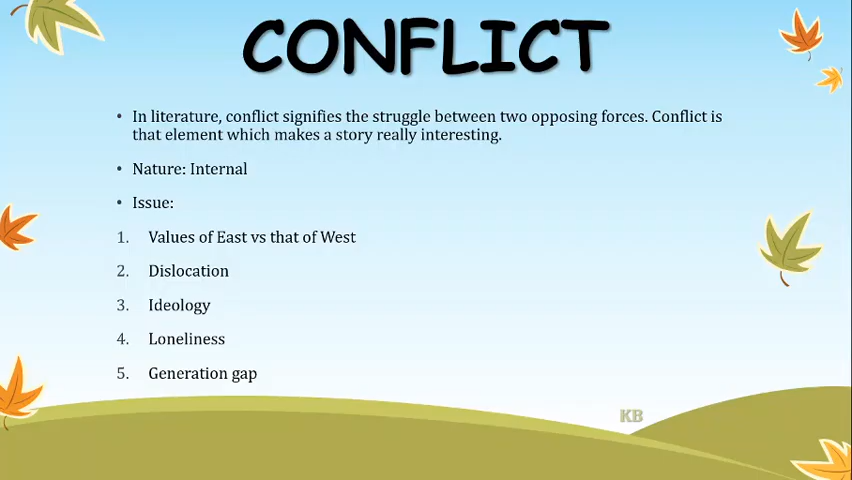 CONFLICT
• In literature, conflict signifies the struggle between two opposing forces. Conflict is
that element which makes a story really interesting.
• Nature: Internal
• Issue:
1. Values of East vs that of West
2. Dislocation
3. Ideology
4. Loneliness
5. Generation gap
KB